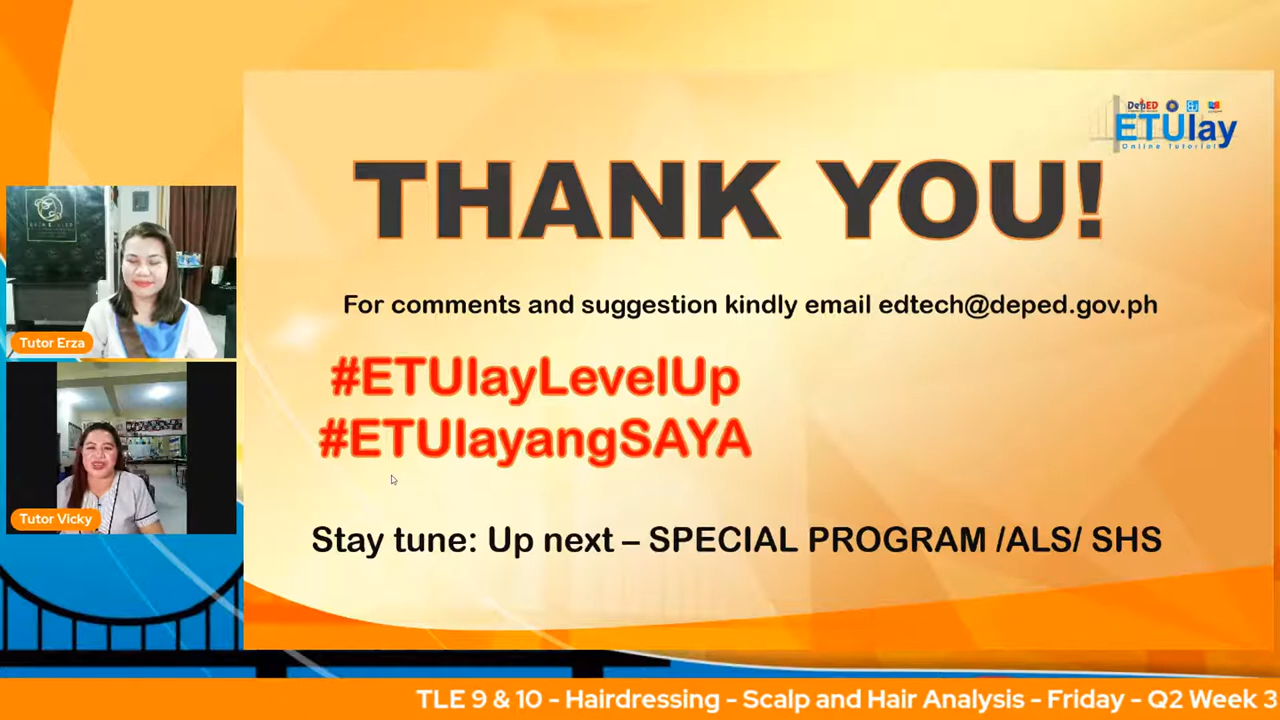 DepED
ETUlay
Online Tutorial
THANK YOU!
For comments and suggestion kindly email edtech@deped.gov.ph
#ETUlayLevelUp
#ETUlayangSAYA
Stay tune: Up next – SPECIAL PROGRAM /ALS/ SHS
Tutor Erza
Tutor Vicky
TLE 9 & 10 - Hairdressing - Scalp and Hair Analysis - Friday - Q2 Week 3